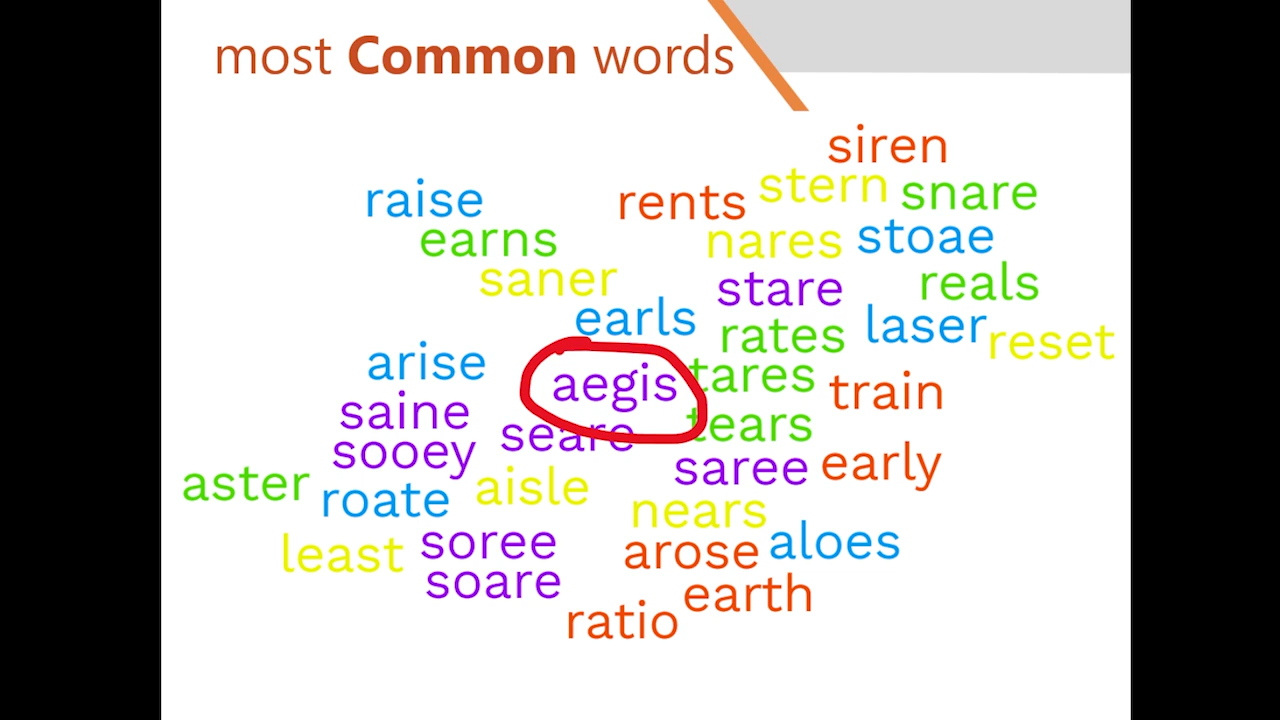 most Common words
siren
raise
rents
stern
snare
earns
nares
stoae
saner
stare
reals
earls
rates
laser
reset
arise
aegis
tares
train
saine
seare
tears
sooey
saree
early
aster
roate
aisle
nears
least
soree
arose
aloes
soare
earth
ratio